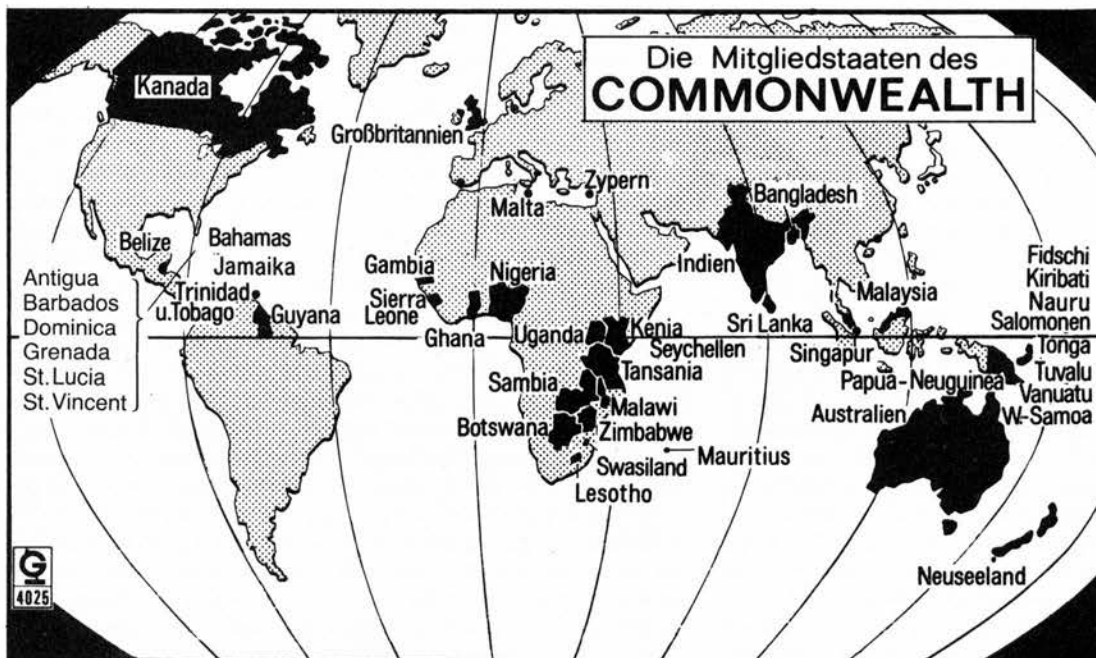 Die Mitgliedstaaten des
COMMONWEALTH
Kanada
Großbritannien
Zypern
Malta
Bangladesh
Indien
Belize
Bahamas
Jamaika
Antigua
Barbados
Dominica
Grenada
St. Lucia
St. Vincent
Trinidad
u. Tobago
Guyana
Gambia
Sierra
Leone
Ghana
Nigeria
Uganda
Kenia
Seychellen
Tansania
Sambia
Malawi
Botswana
Zimbabwe
Swasiland
Lesotho
Mauritius
Sri Lanka
Malaysia
Singapur
Papua-Neuguinea
Australien
Fidschi
Kiribati
Nauru
Salomonen
Tonga
Tuvalu
Vanuatu
W.-Samoa
Neuseeland
G
4025